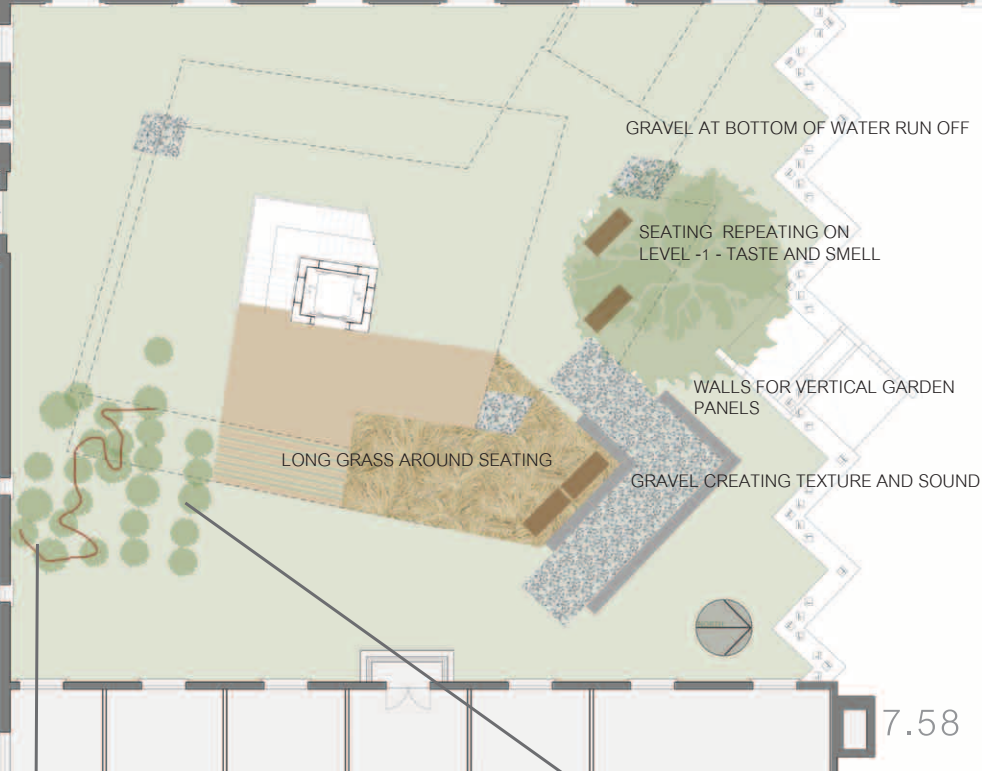 GRAVEL AT BOTTOM OF WATER RUN OFF
SEATING REPEATING ON
LEVEL -1 - TASTE AND SMELL
WALLS FOR VERTICAL GARDEN
PANELS
LONG GRASS AROUND SEATING
GRAVEL CREATING TEXTURE AND SOUND
NORTH
7.58